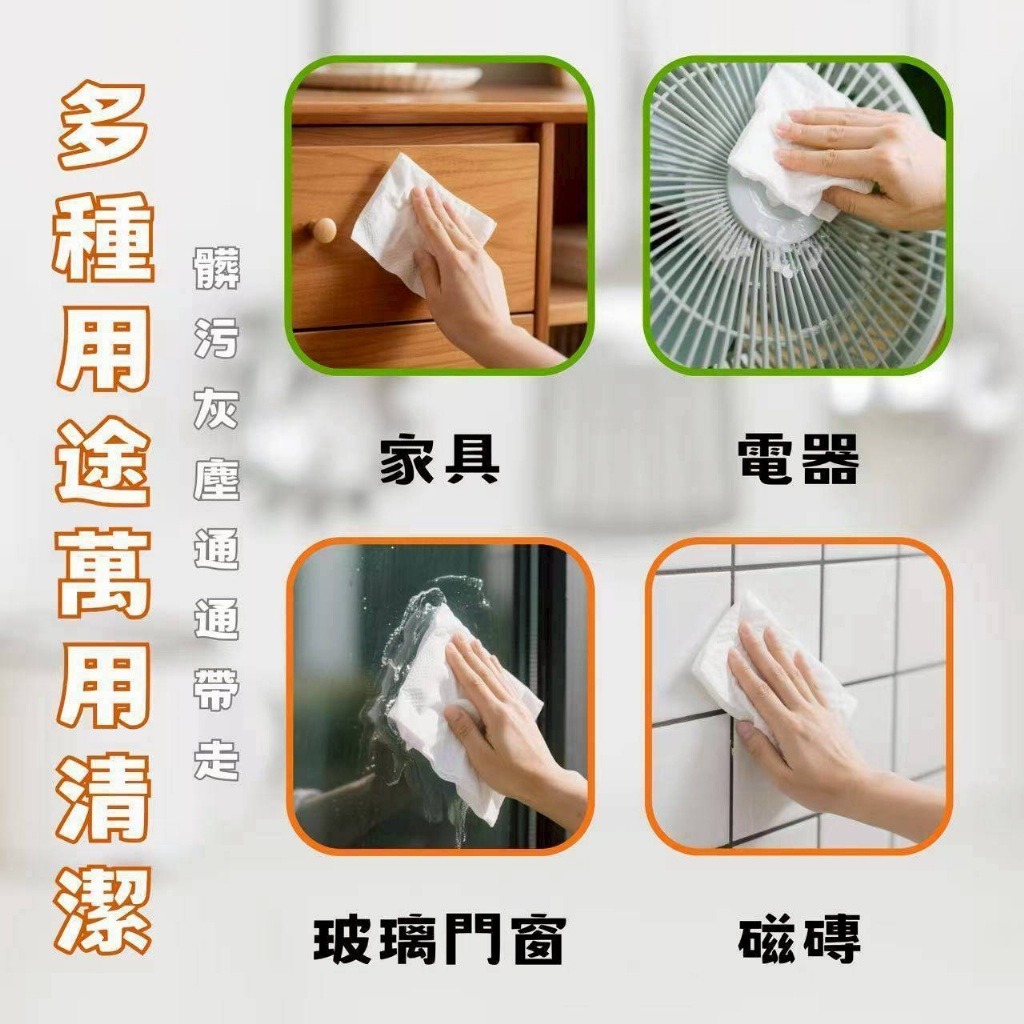 多種用途萬用清潔
髒污灰塵通通帶走
家具
電器
玻璃門窗
磁磚